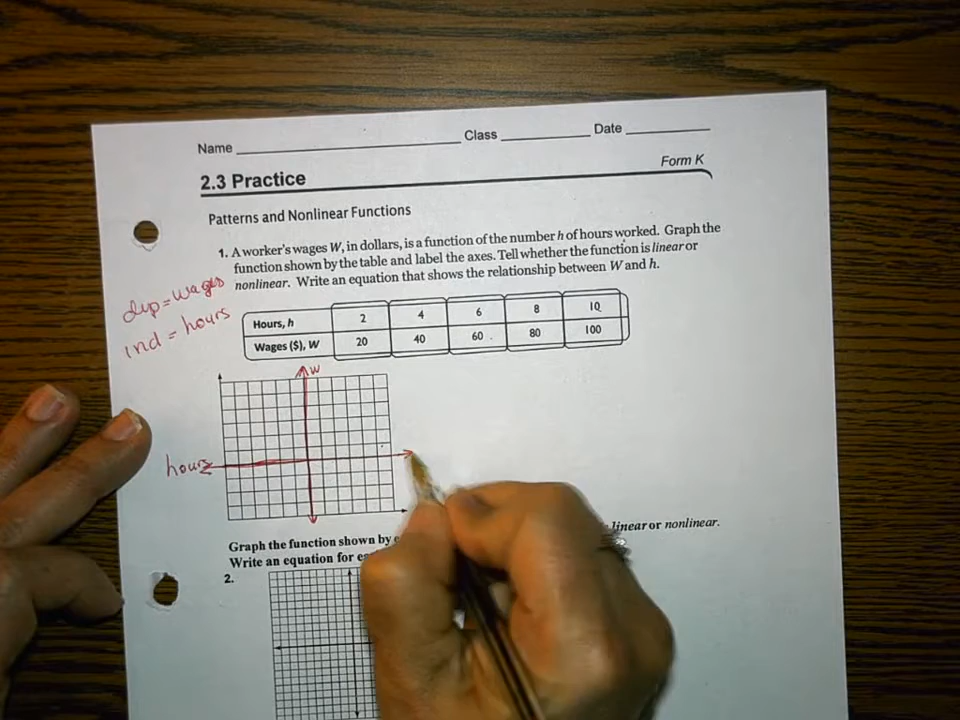 Name Class Date
2.3 Practice Form K
Patterns and Nonlinear Functions
1. A worker's wages W, in dollars, is a function of the number h of hours worked. Graph the
function shown by the table and label the axes. Tell whether the function is linear or
nonlinear. Write an equation that shows the relationship between W and h.
dep = wages
ind = hours
Hours, h 2 4 6 8 10
Wages ($), W 20 40 60 80 100
W
hours
Graph the function shown by linear or nonlinear.
Write an equation for
2.